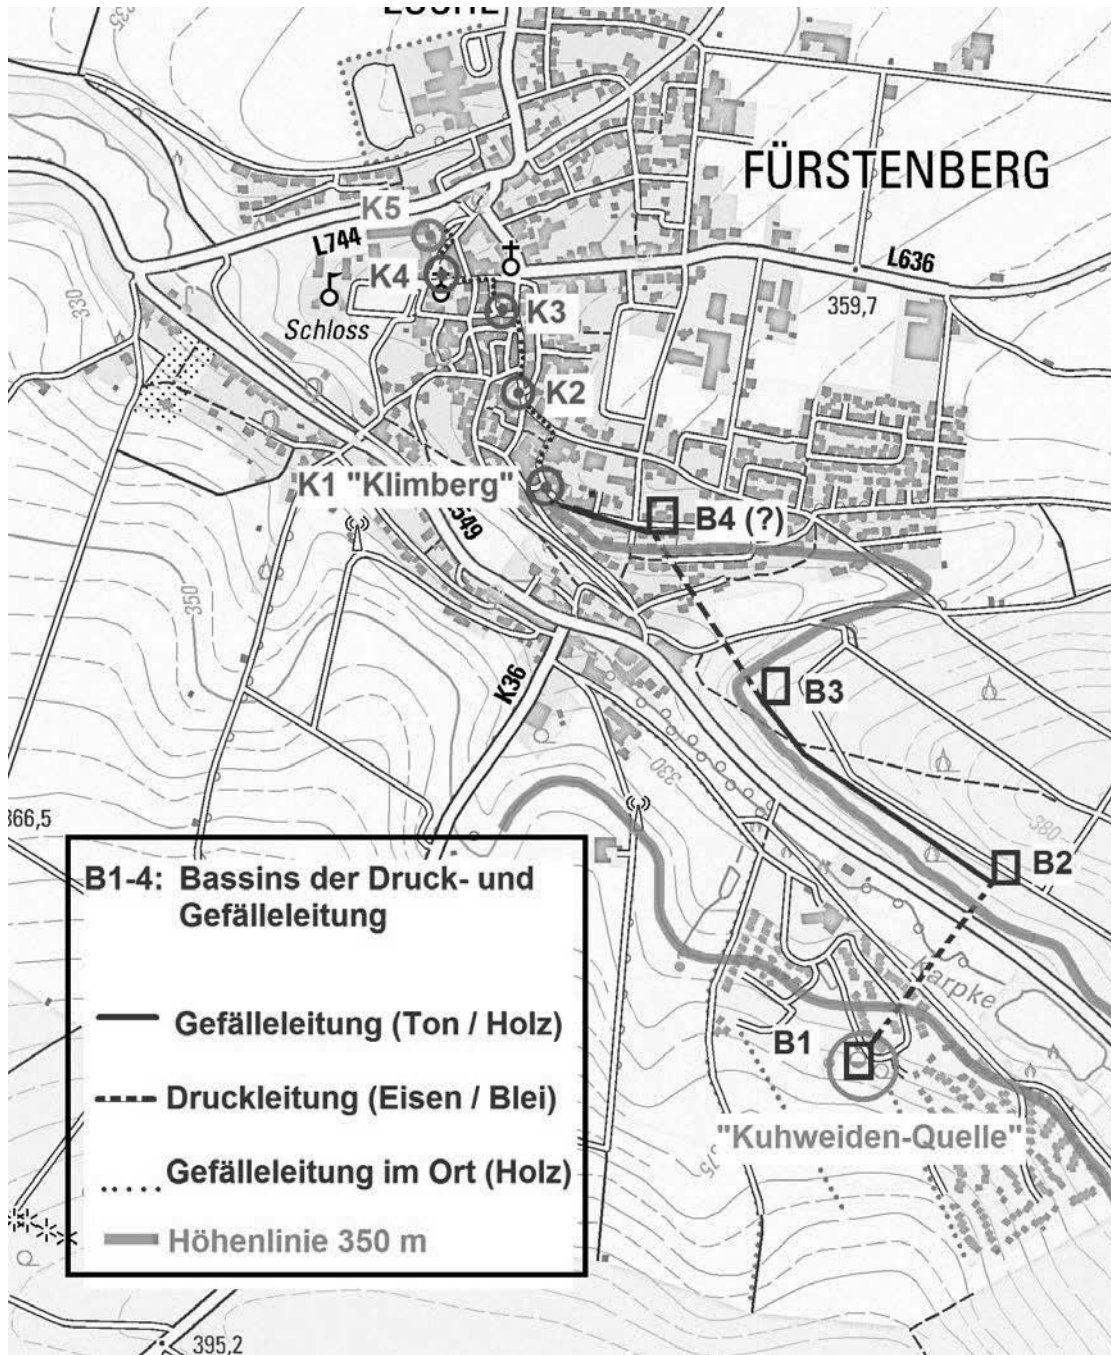 335
FÜRSTENBERG
K5
L744
L636
K4
359,7
K3
Schloss
330
K2
K1 "Klimberg"
549
B4 (?)
350
K36
B3
330
366,5
380
B1-4: Bassins der Druck- und
Gefälleleitung
B2
Karpke
Gefälleleitung (Ton / Holz)
B1
Druckleitung (Eisen / Blei)
"Kuhweiden-Quelle"
375
Gefälleleitung im Ort (Holz)
Höhenlinie 350 m
395,2